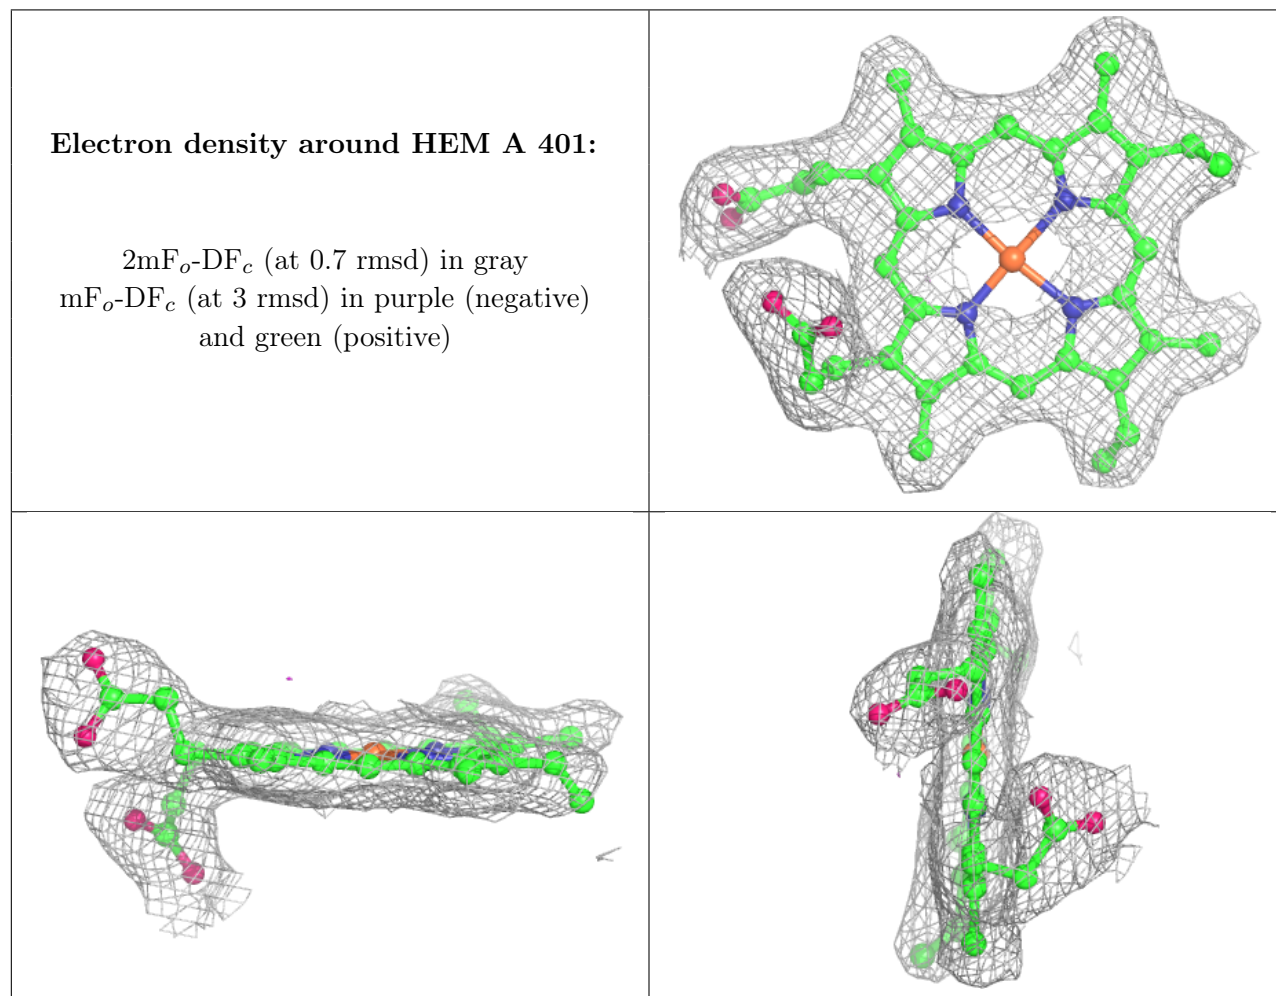 Electron density around HEM A 401:
2mFo-DFc (at 0.7 rmsd) in gray
mFo-DFc (at 3 rmsd) in purple (negative)
and green (positive)